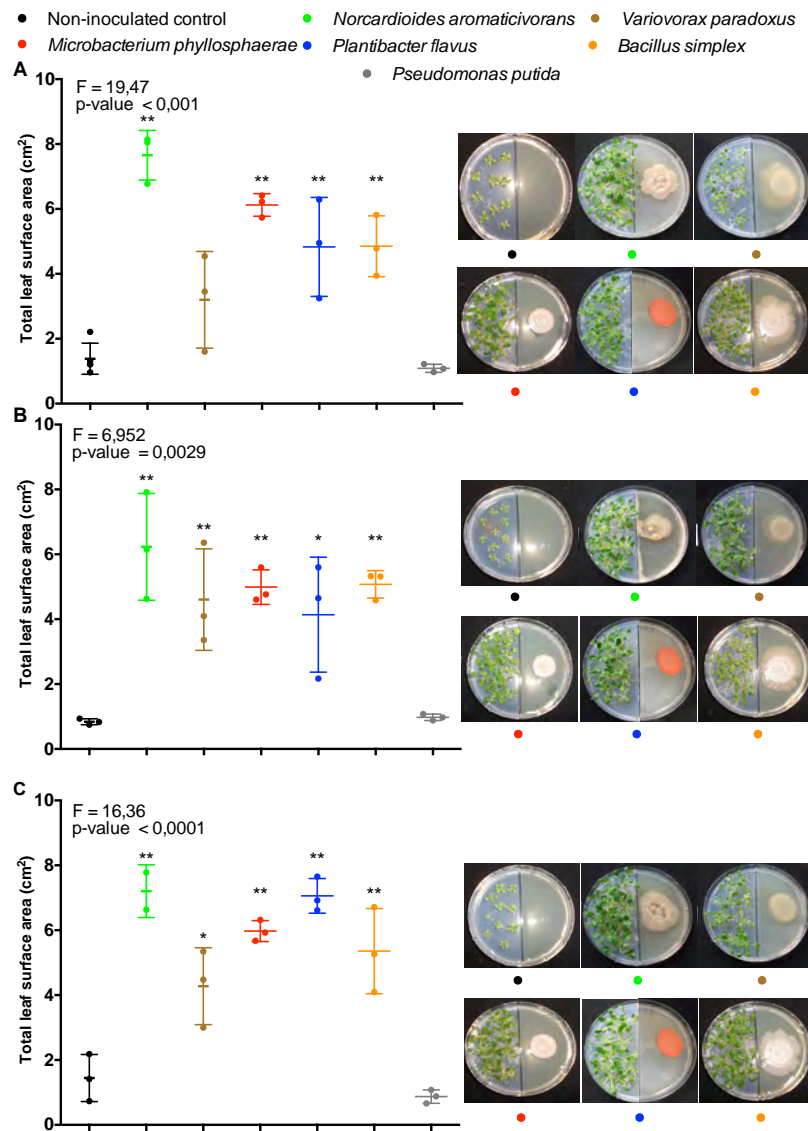 Non-inoculated control
Norcardioides aromaticivorans
Variovorax paradoxus
Microbacterium phyllosphaerae
Plantibacter flavus
Bacillus simplex
Pseudomonas putida
A
F = 19,47
p-value < 0,001
Total leaf surface area (cm²)
10
8
6
4
2
0
**
**
**
**
B
F = 6,952
p-value = 0,0029
Total leaf surface area (cm²)
10
8
6
4
2
0
**
**
**
*
**
C
F = 16,36
p-value < 0,0001
Total leaf surface area (cm²)
10
8
6
4
2
0
**
*
**
**
**